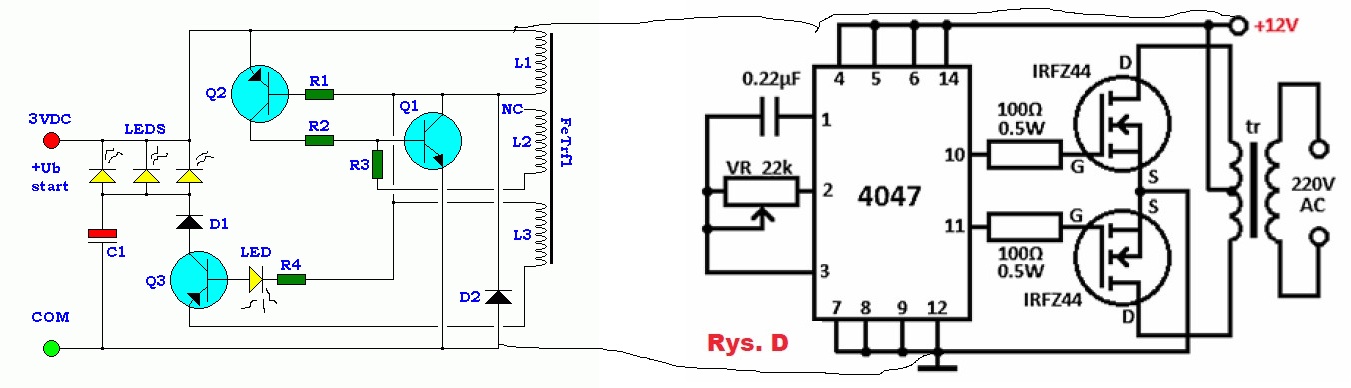 3VDC
+Ub
start
COM
LEDS
C1
D1
Q3
LED
R4
Q2
R1
R2
R3
Q1
NC
L1
L2
L3
D2
FeTrf1
0.22µF
VR 22k
1
2
3
4 5 6 14
4047
10
11
7 8 9 12
100Ω
0.5W
100Ω
0.5W
IRFZ44
IRFZ44
D
G
S
S
G
D
tr
+12V
220V
AC
Rys. D